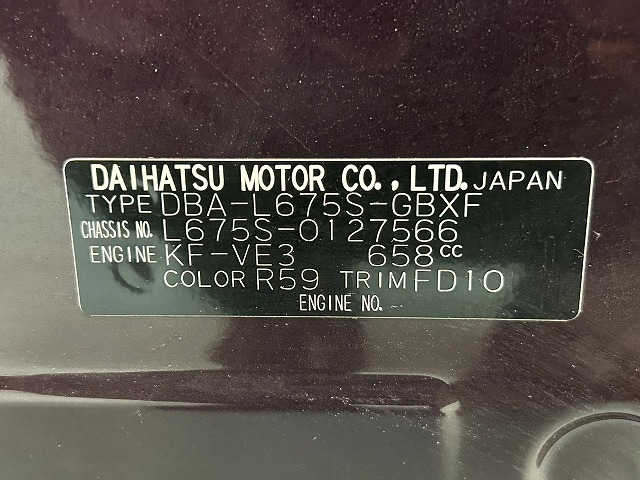 DAIHATSU MOTOR CO., LTD. JAPAN
TYPE DBA-L675S-GBXF
CHASSIS NO. L675S-0127566
ENGINE KF-VE3 658cc
COLOR R59 TRIM FD10
ENGINE NO.